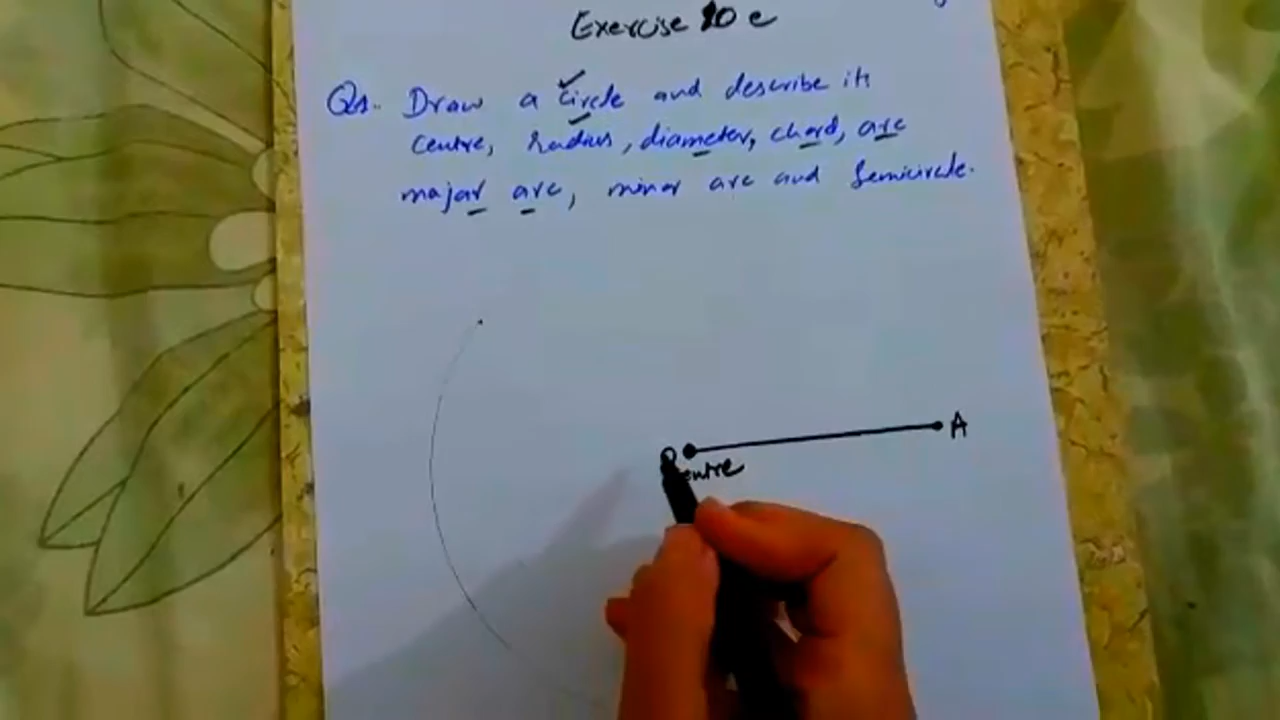 Exercise 10 e
Qs. Draw a circle and describe its
centre, radius, diameter, chord, arc
major arc, minor arc and semicircle.
A
O
centre